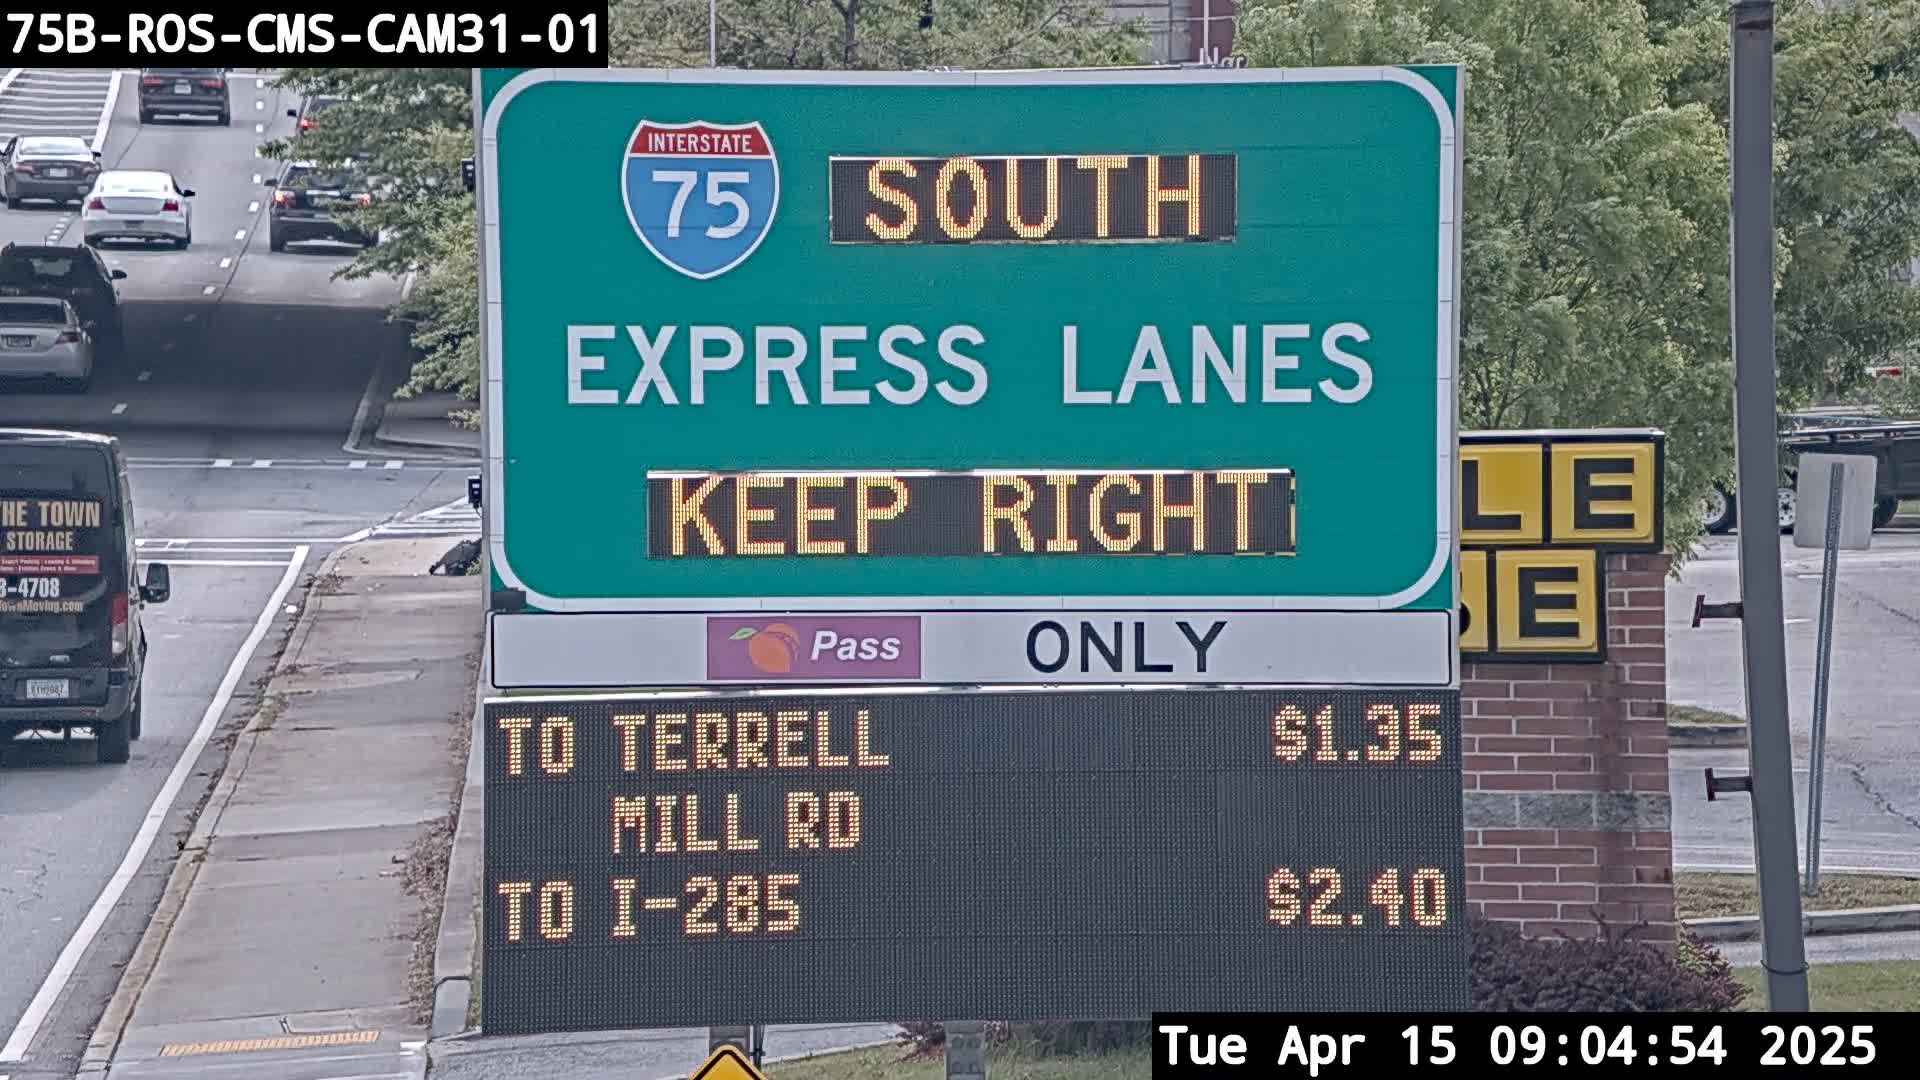 75B-ROS-CMS-CAM31-01
INTERSTATE
75
SOUTH
EXPRESS LANES
KEEP RIGHT
Pass ONLY
TO TERRELL $1.35
MILL RD
TO I-285 $2.40
LE
E
HE TOWN
STORAGE
-4708
Tue Apr 15 09:04:54 2025